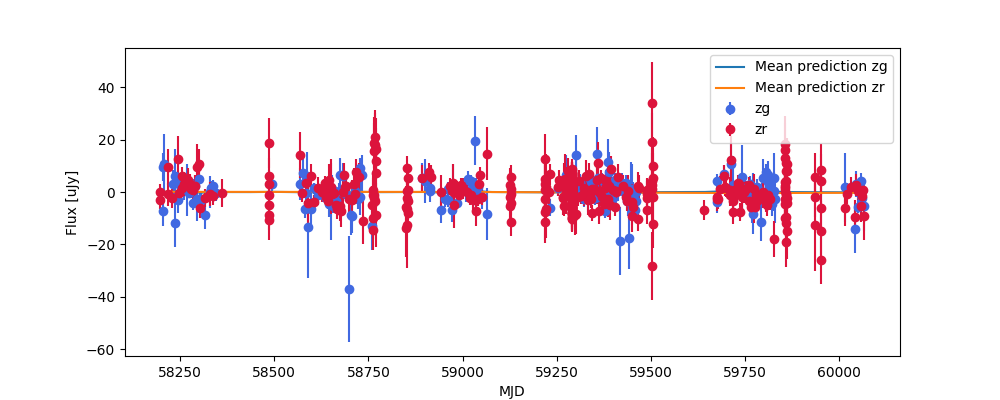 Mean prediction zg
Mean prediction zr
zg
zr
Flux [uJy]
40
20
0
−20
−40
−60
58250
58500
58750
59000
59250
59500
59750
60000
MJD